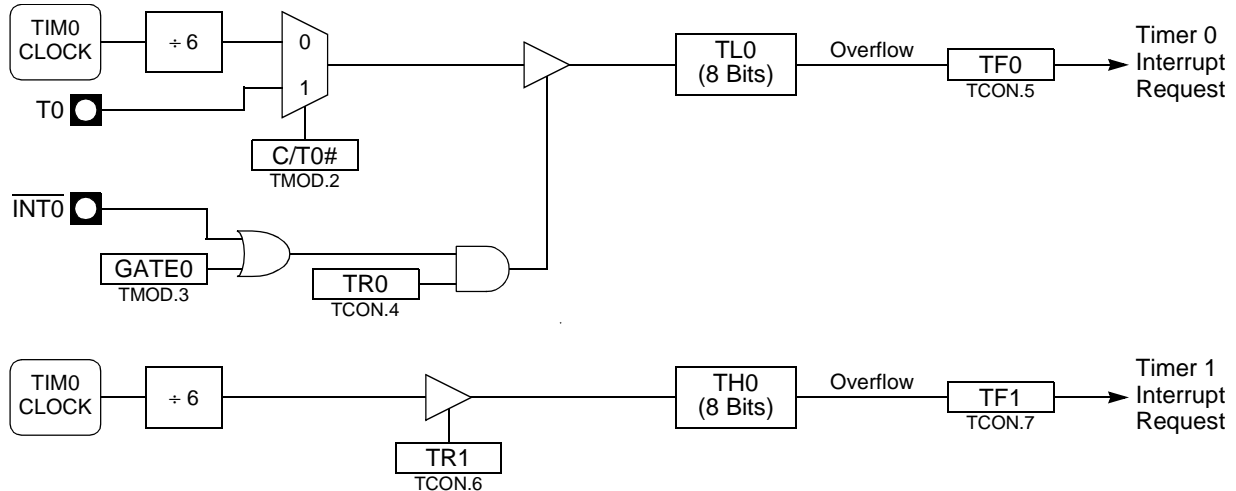 TIM0
CLOCK
÷ 6
0
1
T0
C/T0#
TMOD.2
INT0
GATE0
TMOD.3
TR0
TCON.4
TL0
(8 Bits)
Overflow
TF0
TCON.5
Timer 0
Interrupt
Request
TIM0
CLOCK
÷ 6
TR1
TCON.6
TH0
(8 Bits)
Overflow
TF1
TCON.7
Timer 1
Interrupt
Request